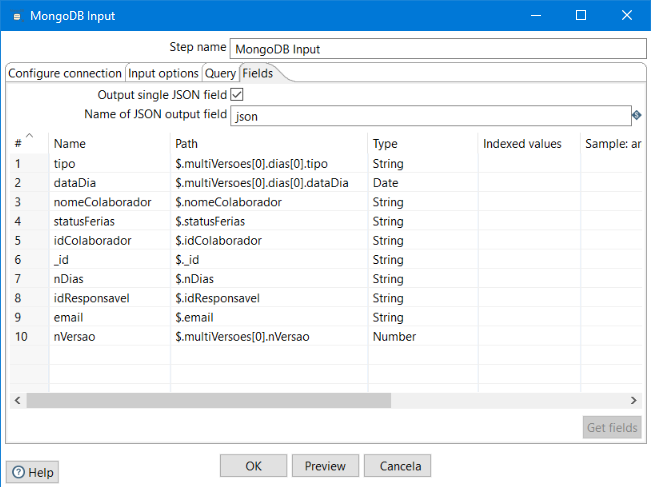 MongoDB Input
Step name MongoDB Input
Configure connection Input options Query Fields
Output single JSON field
Name of JSON output field json
# Name Path Type Indexed values Sample: ar
1 tipo $.multiVersoes[0].dias[0].tipo String
2 dataDia $.multiVersoes[0].dias[0].dataDia Date
3 nomeColaborador $.nomeColaborador String
4 statusFerias $.statusFerias String
5 idColaborador $.idColaborador String
6 _id $._id String
7 nDias $.nDias String
8 idResponsavel $.idResponsavel String
9 email $.email String
10 nVersao $.multiVersoes[0].nVersao Number
Get fields
Help OK Preview Cancela